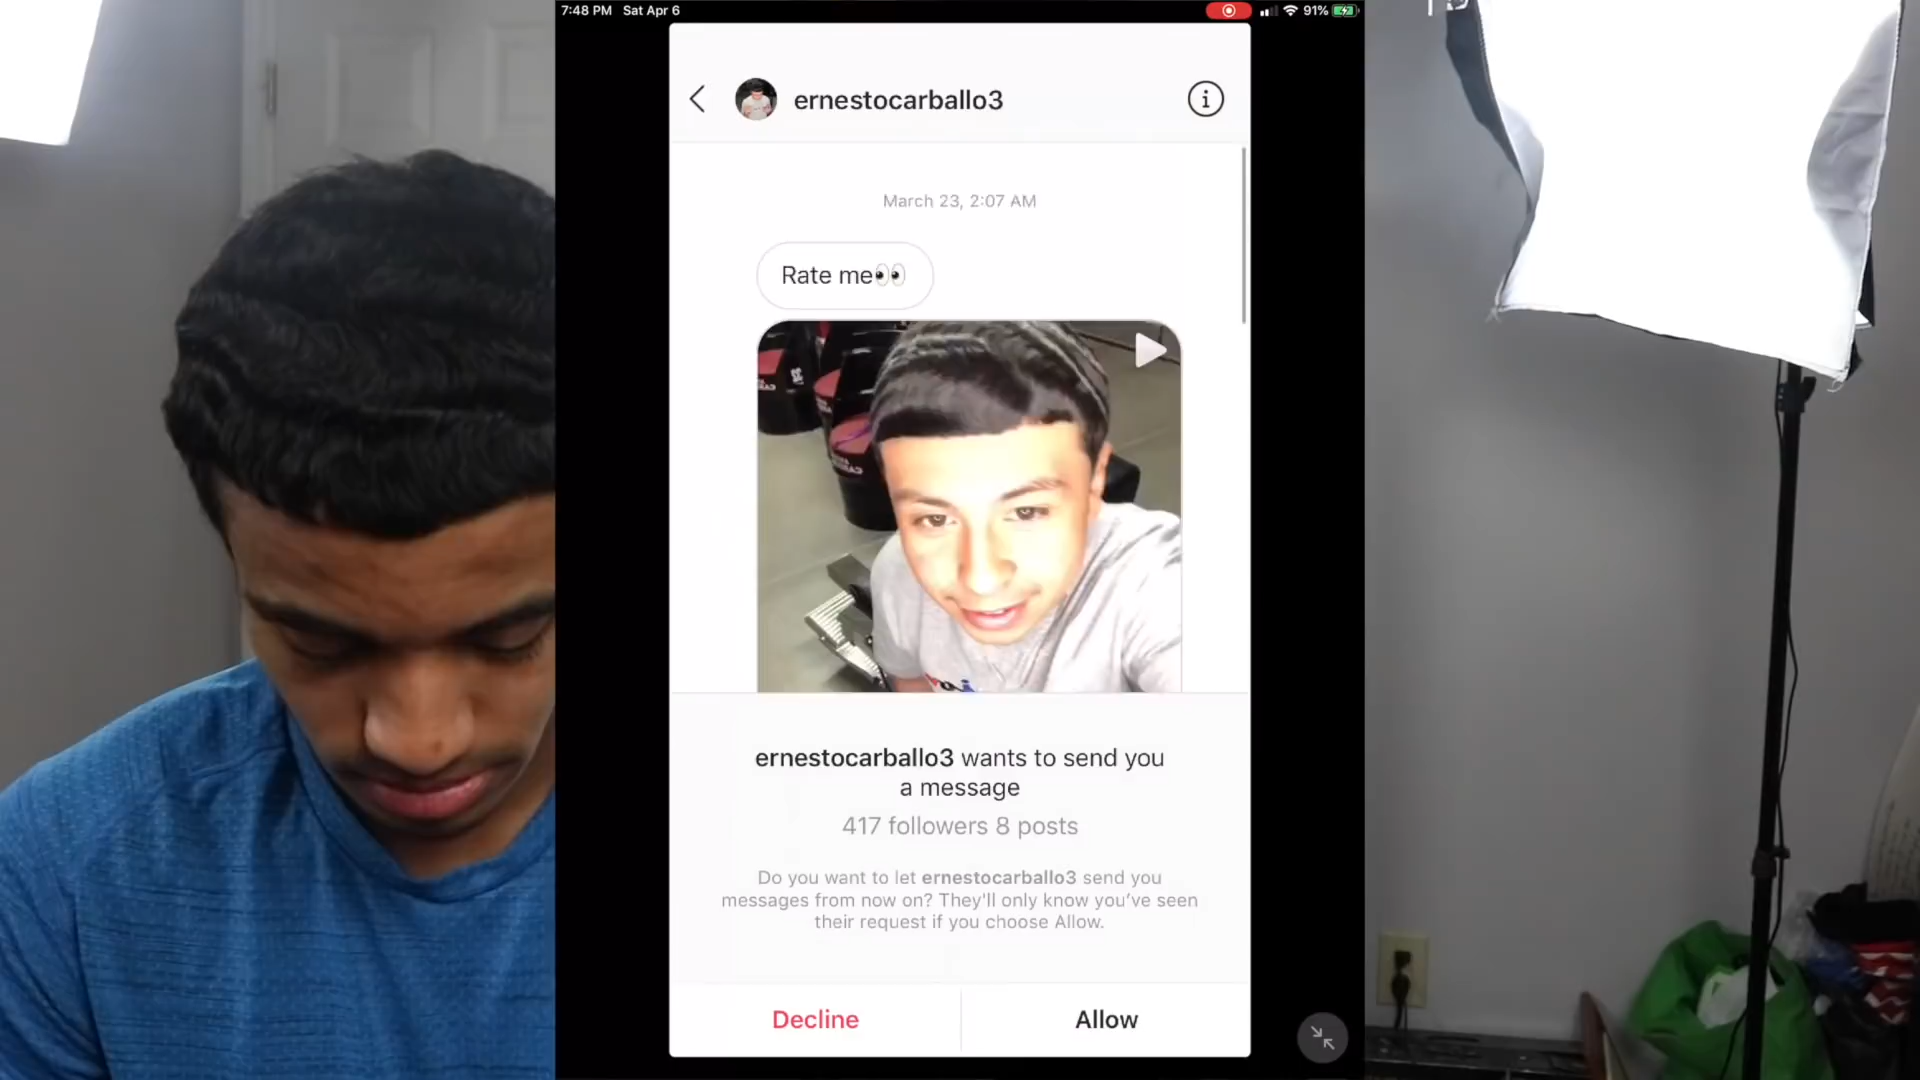 7:48 PM Sat Apr 6
91%
ernestocarballo3
March 23, 2:07 AM
Rate me👀
ernestocarballo3 wants to send you
a message
417 followers 8 posts
Do you want to let ernestocarballo3 send you
messages from now on? They'll only know you've seen
their request if you choose Allow.
Decline
Allow